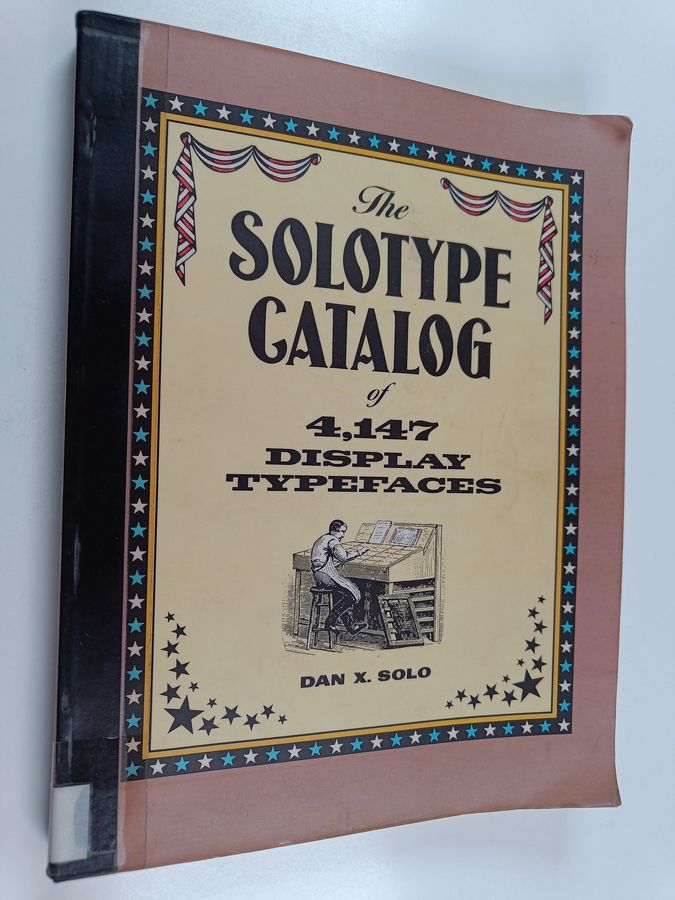 The
SOLOTYPE
CATALOG
of
4,147
DISPLAY
TYPEFACES
DAN X. SOLO